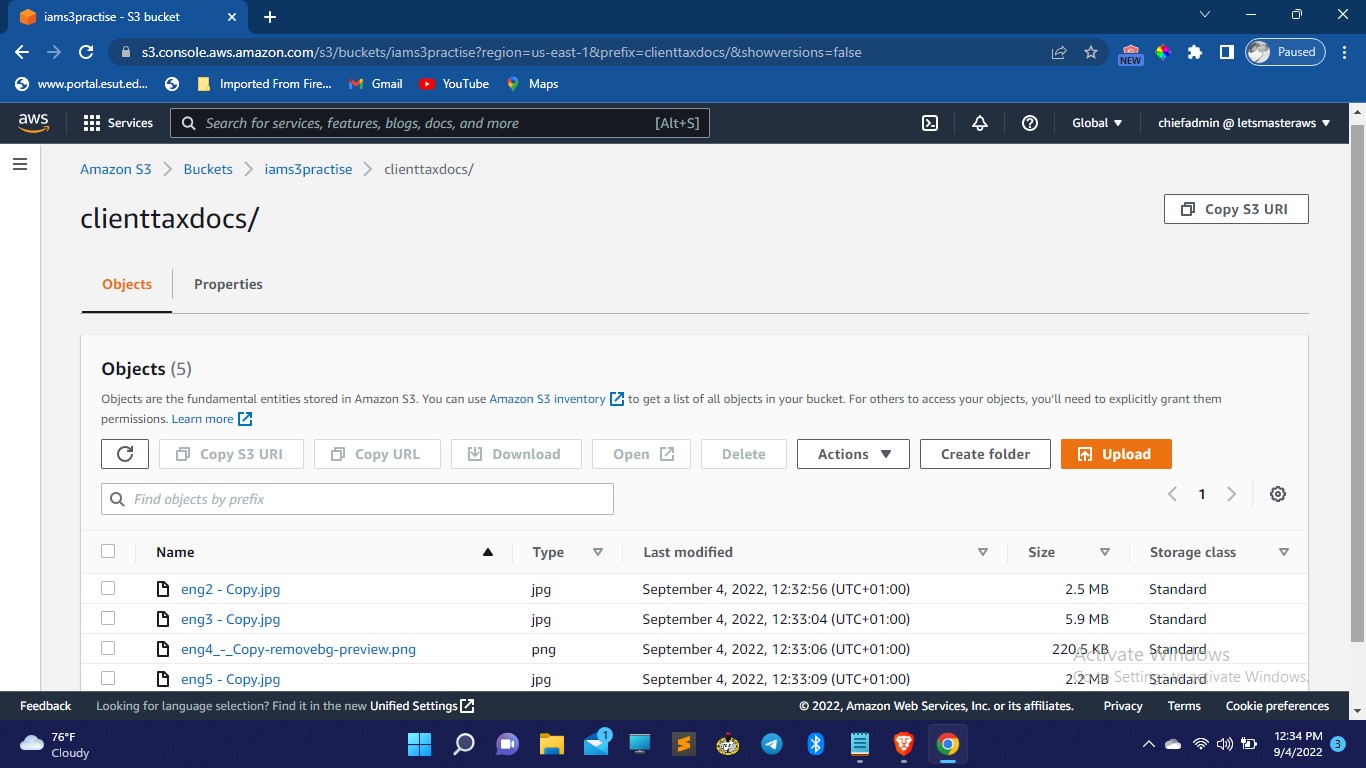 iams3practise - S3 bucket
s3.console.aws.amazon.com/s3/buckets/iams3practise?region=us-east-1&prefix=clienttaxdocs/&showversions=false
NEW
Paused
www.portal.esut.ed...
Imported From Fire...
Gmail
YouTube
Maps
aws
Services
Search for services, features, blogs, docs, and more
[Alt+S]
Global
chiefadmin @ letsmasteraws
Amazon S3
Buckets
iams3practise
clienttaxdocs/
clienttaxdocs/
Copy S3 URI
Objects
Properties
Objects (5)
Objects are the fundamental entities stored in Amazon S3. You can use Amazon S3 inventory to get a list of all objects in your bucket. For others to access your objects, you'll need to explicitly grant them
permissions. Learn more
Copy S3 URI
Copy URL
Download
Open
Delete
Actions
Create folder
Upload
Find objects by prefix
1
Name Type Last modified Size Storage class
eng2 - Copy.jpg jpg September 4, 2022, 12:32:56 (UTC+01:00) 2.5 MB Standard
eng3 - Copy.jpg jpg September 4, 2022, 12:33:04 (UTC+01:00) 5.9 MB Standard
eng4_-_Copy-removebg-preview.png png September 4, 2022, 12:33:06 (UTC+01:00) 220.5 KB Standard
Activate Windows
eng5 - Copy.jpg jpg September 4, 2022, 12:33:09 (UTC+01:00) 2.2 MB Standard
Go to Settings to activate Windows.
Feedback
Looking for language selection? Find it in the new Unified Settings
© 2022, Amazon Web Services, Inc. or its affiliates.
Privacy
Terms
Cookie preferences
76°F
Cloudy
1
12:34 PM
9/4/2022
3